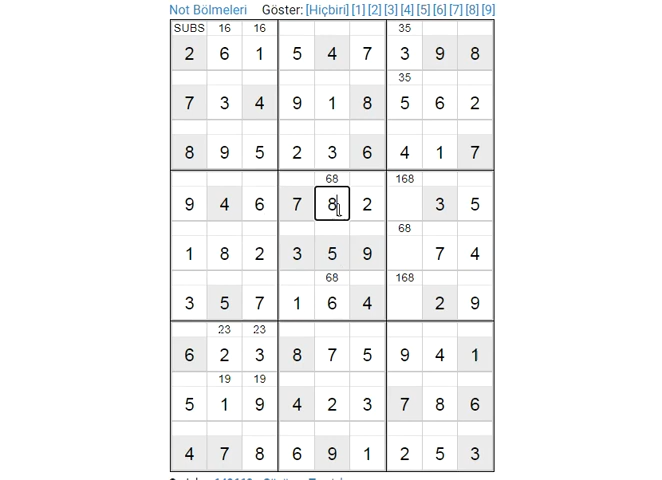 Not Bölmeleri Göster: [Hiçbiri] [1] [2] [3] [4] [5] [6] [7] [8] [9]
SUBS 16 16 35
2 6 1 5 4 7 3 9 8
35
7 3 4 9 1 8 5 6 2
8 9 5 2 3 6 4 1 7
68 168
9 4 6 7 8 2 3 5
68
1 8 2 3 5 9 7 4
68 168
3 5 7 1 6 4 2 9
23 23
6 2 3 8 7 5 9 4 1
19 19
5 1 9 4 2 3 7 8 6
4 7 8 6 9 1 2 5 3